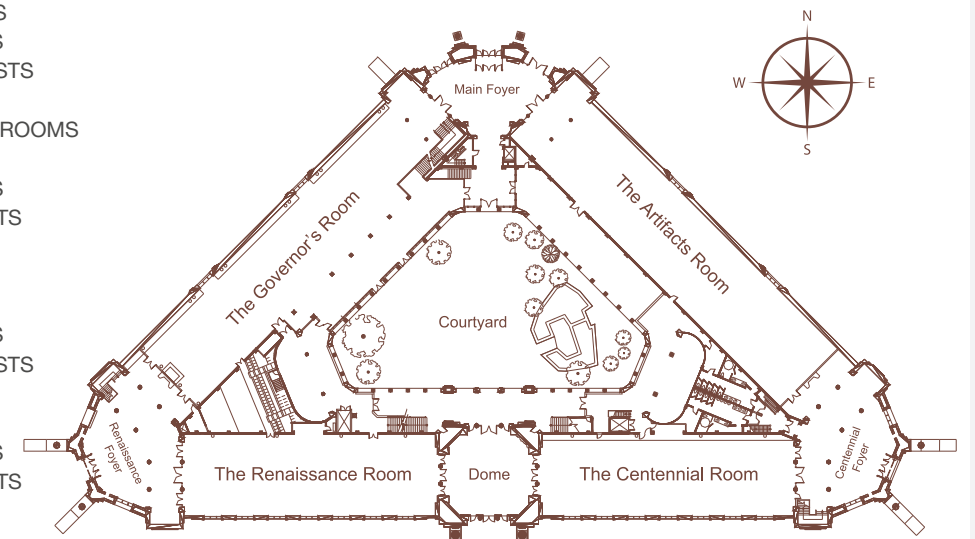 S
S
STS
ROOMS
S
TS
S
STS
S
TS
N
W
E
S
Main Foyer
The Governor's Room
The Artifacts Room
Courtyard
Renaissance
Foyer
The Renaissance Room
Dome
The Centennial Room
Centennial
Foyer